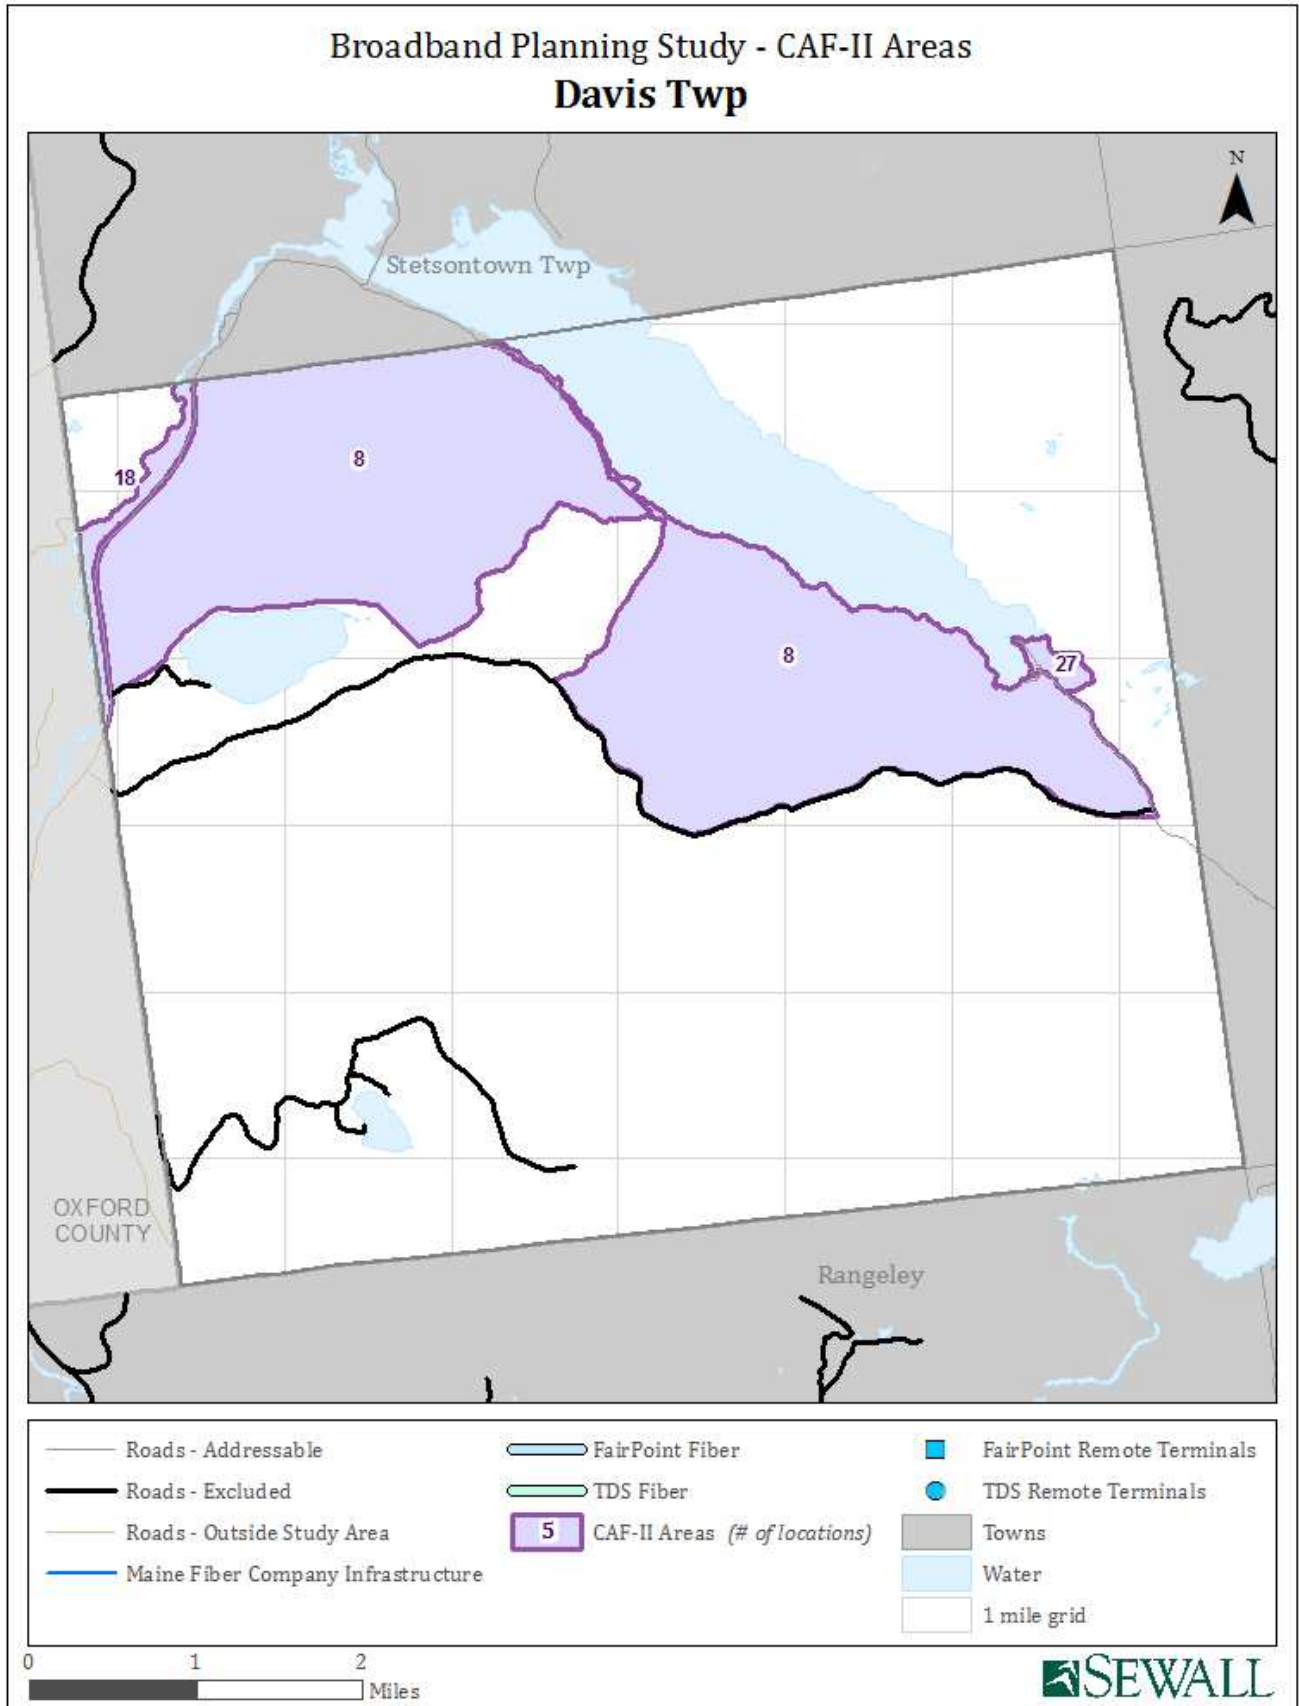 Broadband Planning Study - CAF-II Areas
Davis Twp
N
Stetsontown Twp
8
18
8
27
OXFORD
COUNTY
Rangeley
Roads - Addressable
Roads - Excluded
Roads - Outside Study Area
Maine Fiber Company Infrastructure
FairPoint Fiber
TDS Fiber
5 CAF-II Areas (# of locations)
FairPoint Remote Terminals
TDS Remote Terminals
Towns
Water
1 mile grid
0 1 2
Miles
SEWALL